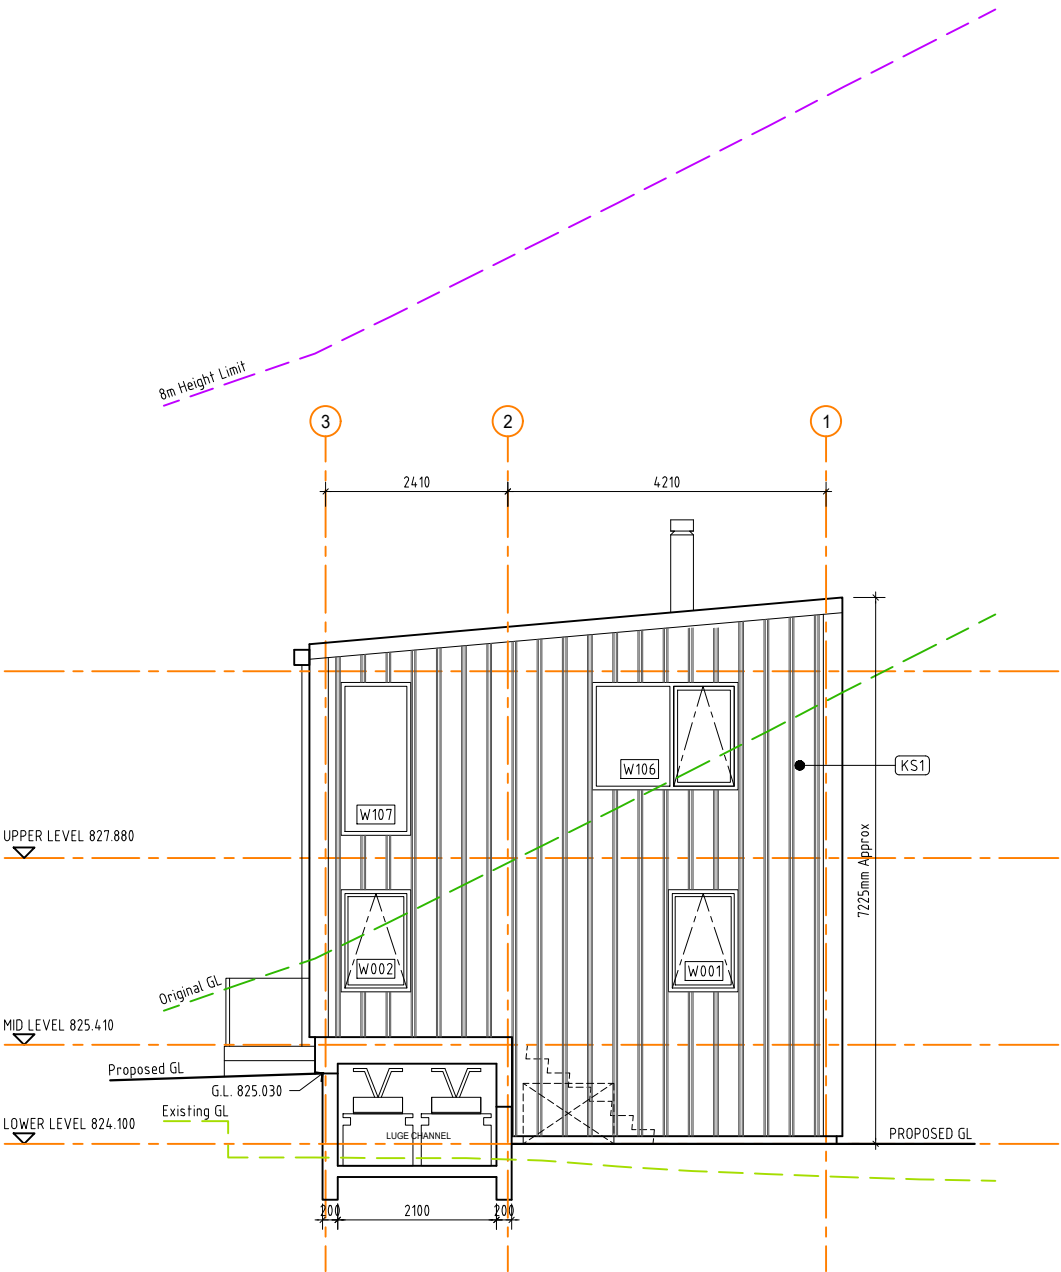 8m Height Limit
3
2
1
2410
4210
W106
KS1
W107
UPPER LEVEL 827.880
7225mm Approx
W002
W001
Original GL
MID LEVEL 825.410
Proposed GL
G.L. 825.030
Existing GL
LOWER LEVEL 824.100
LUGE CHANNEL
PROPOSED GL
200
2100
200